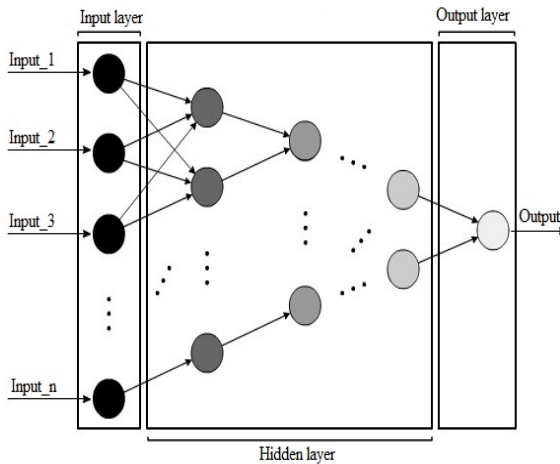 Input layer
Output layer
Input_1
Input_2
Input_3
Output
Input_n
Hidden layer